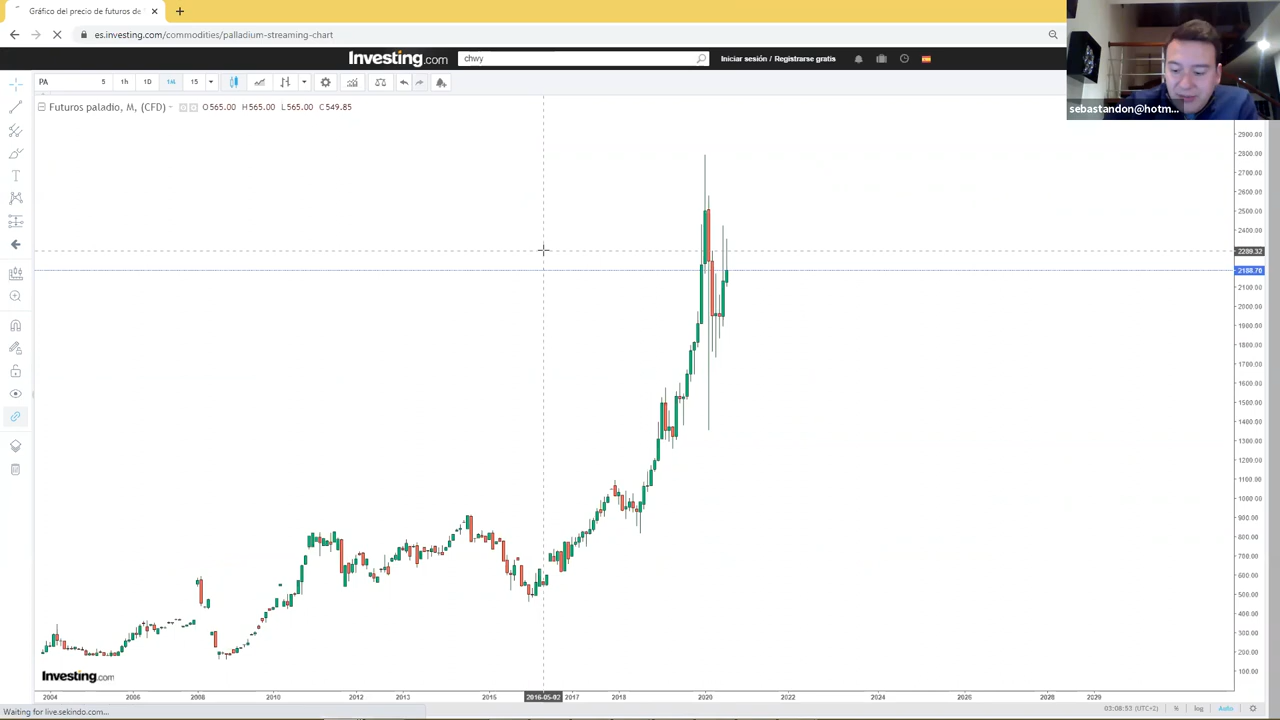 Gráfico del precio de futuros de
es.investing.com/commodities/palladium-streaming-chart
Investing.com
chwy
Iniciar sesión / Registrarse gratis
sebastandon@hotm...
PA 5 1h 1D 1M 15
Futuros paladio, M, (CFD) O565.00 H565.00 L565.00 C549.85
2900.00
2800.00
2700.00
2600.00
2500.00
2400.00
2289.32
2188.70
2100.00
2000.00
1900.00
1800.00
1700.00
1600.00
1500.00
1400.00
1300.00
1200.00
1100.00
1000.00
900.00
800.00
700.00
600.00
500.00
400.00
300.00
200.00
100.00
Investing.com
2004 2006 2008 2010 2012 2013 2015 2016-05-02 2017 2018 2020 2022 2024 2026 2028 2029
03:08:53 (UTC+2) % log Auto
Waiting for live.sekindo.com...